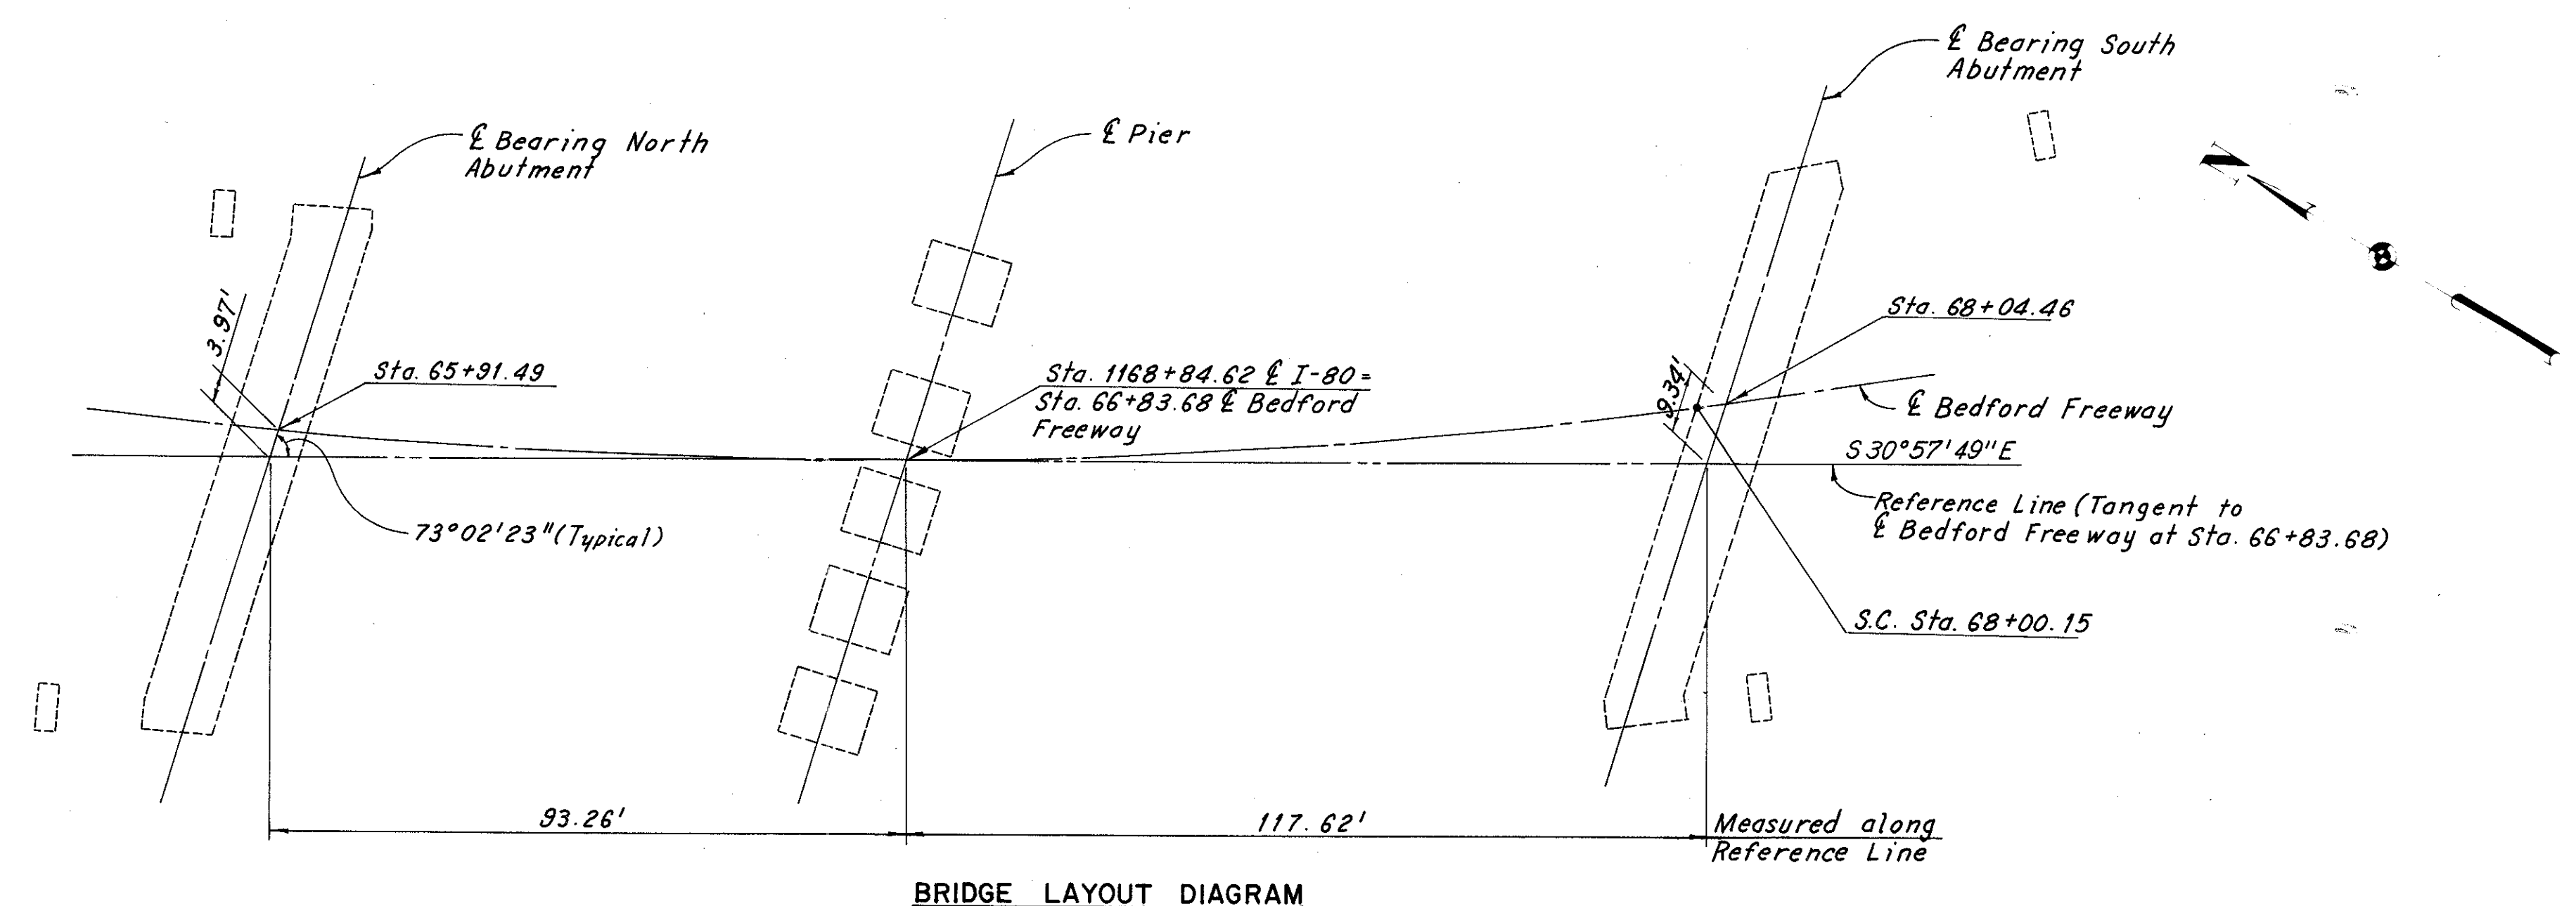 ℄ Bearing South
Abutment
℄ Bearing North
Abutment
℄ Pier
N
3.97'
Sta. 65+91.49
Sta. 1168+84.62 ℄ I-80=
Sta. 66+83.68 ℄ Bedford
Freeway
9.34'
Sta. 68+04.46
℄ Bedford Freeway
S 30°57'49"E
Reference Line (Tangent to
℄ Bedford Freeway at Sta. 66+83.68)
73°02'23" (Typical)
S.C. Sta. 68+00.15
93.26'
117.62'
Measured along
Reference Line
BRIDGE LAYOUT DIAGRAM